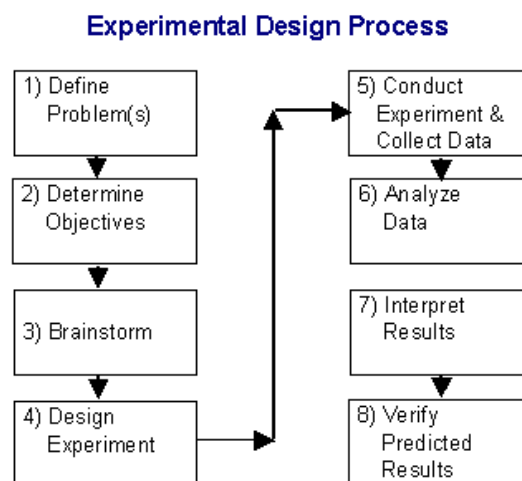 Experimental Design Process
1) Define
Problem(s)
2) Determine
Objectives
3) Brainstorm
4) Design
Experiment
5) Conduct
Experiment &
Collect Data
6) Analyze
Data
7) Interpret
Results
8) Verify
Predicted
Results